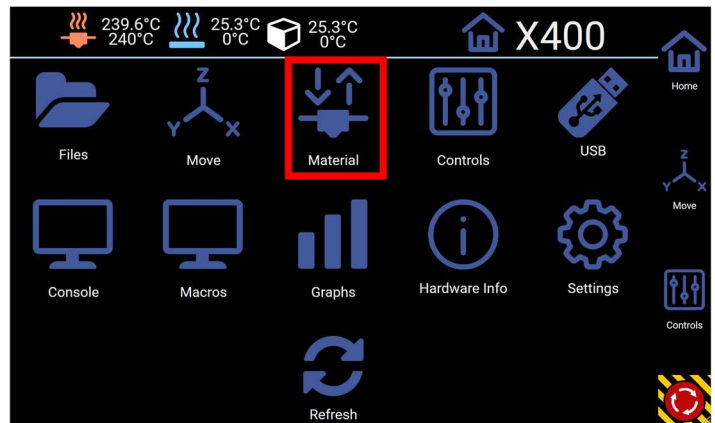 239.6°C 25.3°C 25.3°C
240°C 0°C 0°C
X400
Home
Z
Y X
Files
Move
Material
Controls
USB
Z
Y X
Move
Console
Macros
Graphs
Hardware Info
Settings
Controls
Refresh